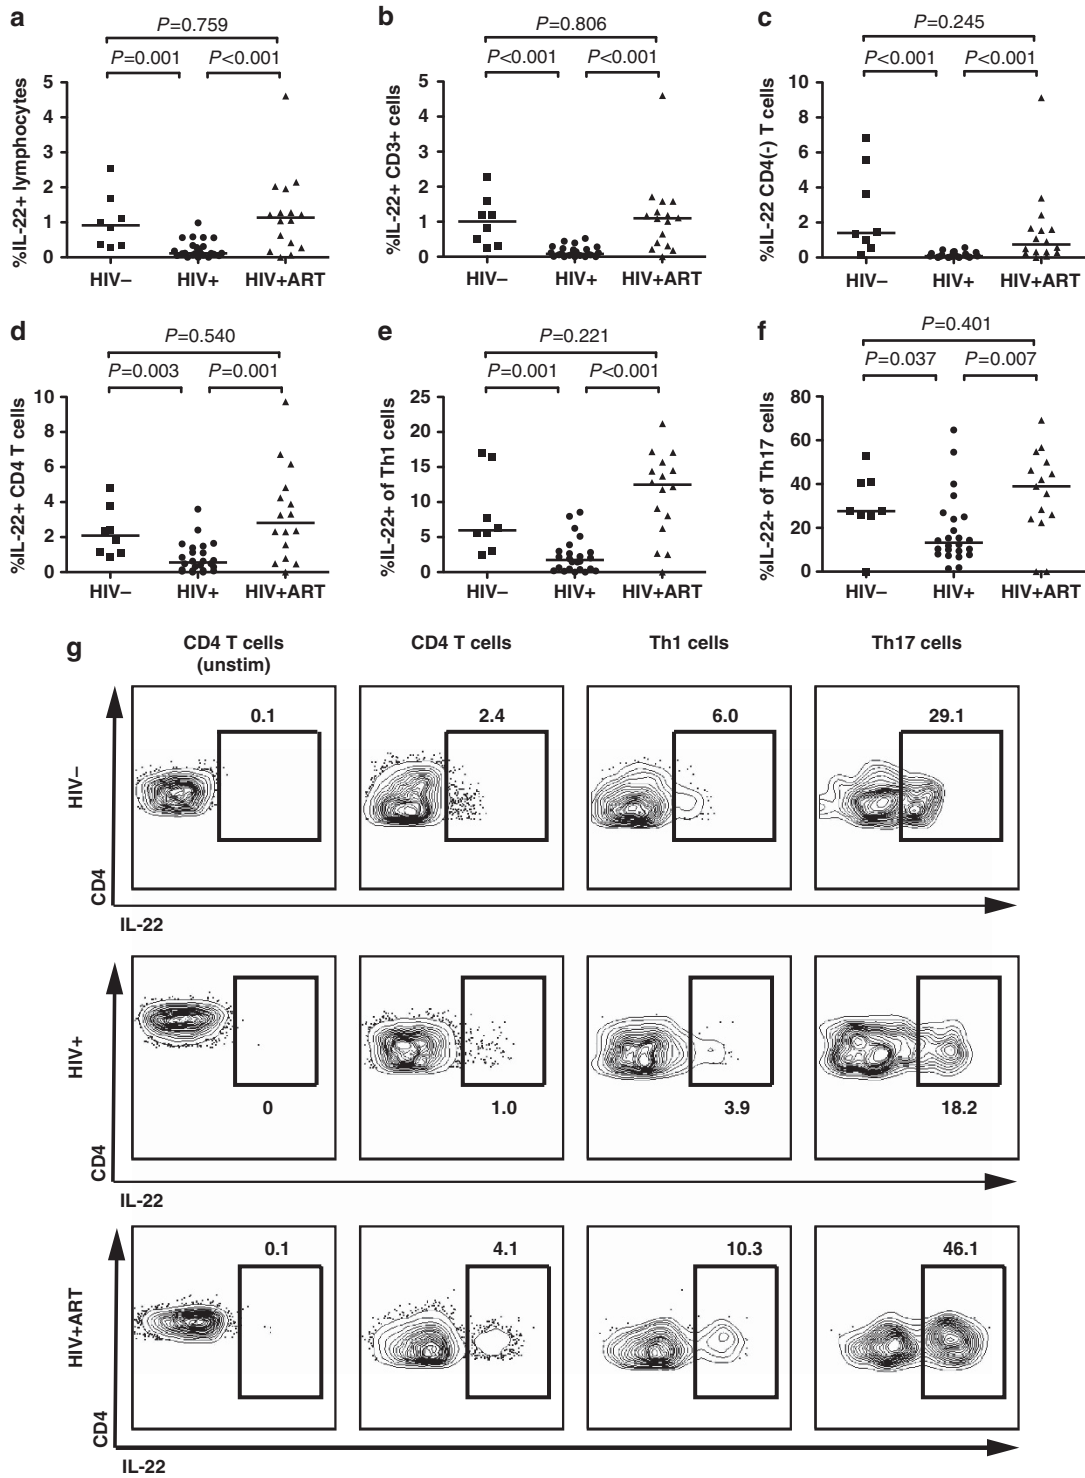 a
P=0.759
P=0.001 P<0.001
%IL-22+ lymphocytes
5
4
3
2
1
0
HIV− HIV+ HIV+ART
b
P=0.806
P<0.001 P<0.001
%IL-22+ CD3+ cells
5
4
3
2
1
0
HIV− HIV+ HIV+ART
c
P=0.245
P<0.001 P<0.001
%IL-22 CD4(-) T cells
10
8
6
4
2
0
HIV− HIV+ HIV+ART
d
P=0.540
P=0.003 P=0.001
%IL-22+ CD4 T cells
10
8
6
4
2
0
HIV− HIV+ HIV+ART
e
P=0.221
P=0.001 P<0.001
%IL-22+ of Th1 cells
25
20
15
10
5
0
HIV− HIV+ HIV+ART
f
P=0.401
P=0.037 P=0.007
%IL-22+ of Th17 cells
80
60
40
20
0
HIV− HIV+ HIV+ART
g
CD4 T cells
(unstim)
CD4 T cells
Th1 cells
Th17 cells
HIV−
0.1 2.4 6.0 29.1
CD4
IL-22
HIV+
0 1.0 3.9 18.2
CD4
IL-22
HIV+ART
0.1 4.1 10.3 46.1
CD4
IL-22